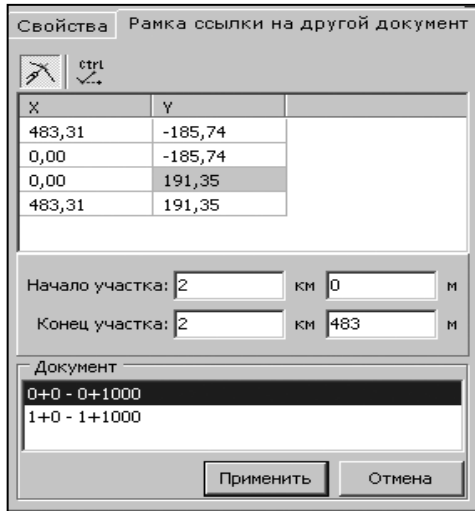 Свойства Рамка ссылки на другой документ
ctrl
X Y
483,31 -185,74
0,00 -185,74
0,00 191,35
483,31 191,35
Начало участка: 2 км 0 м
Конец участка: 2 км 483 м
Документ
0+0 - 0+1000
1+0 - 1+1000
Применить Отмена